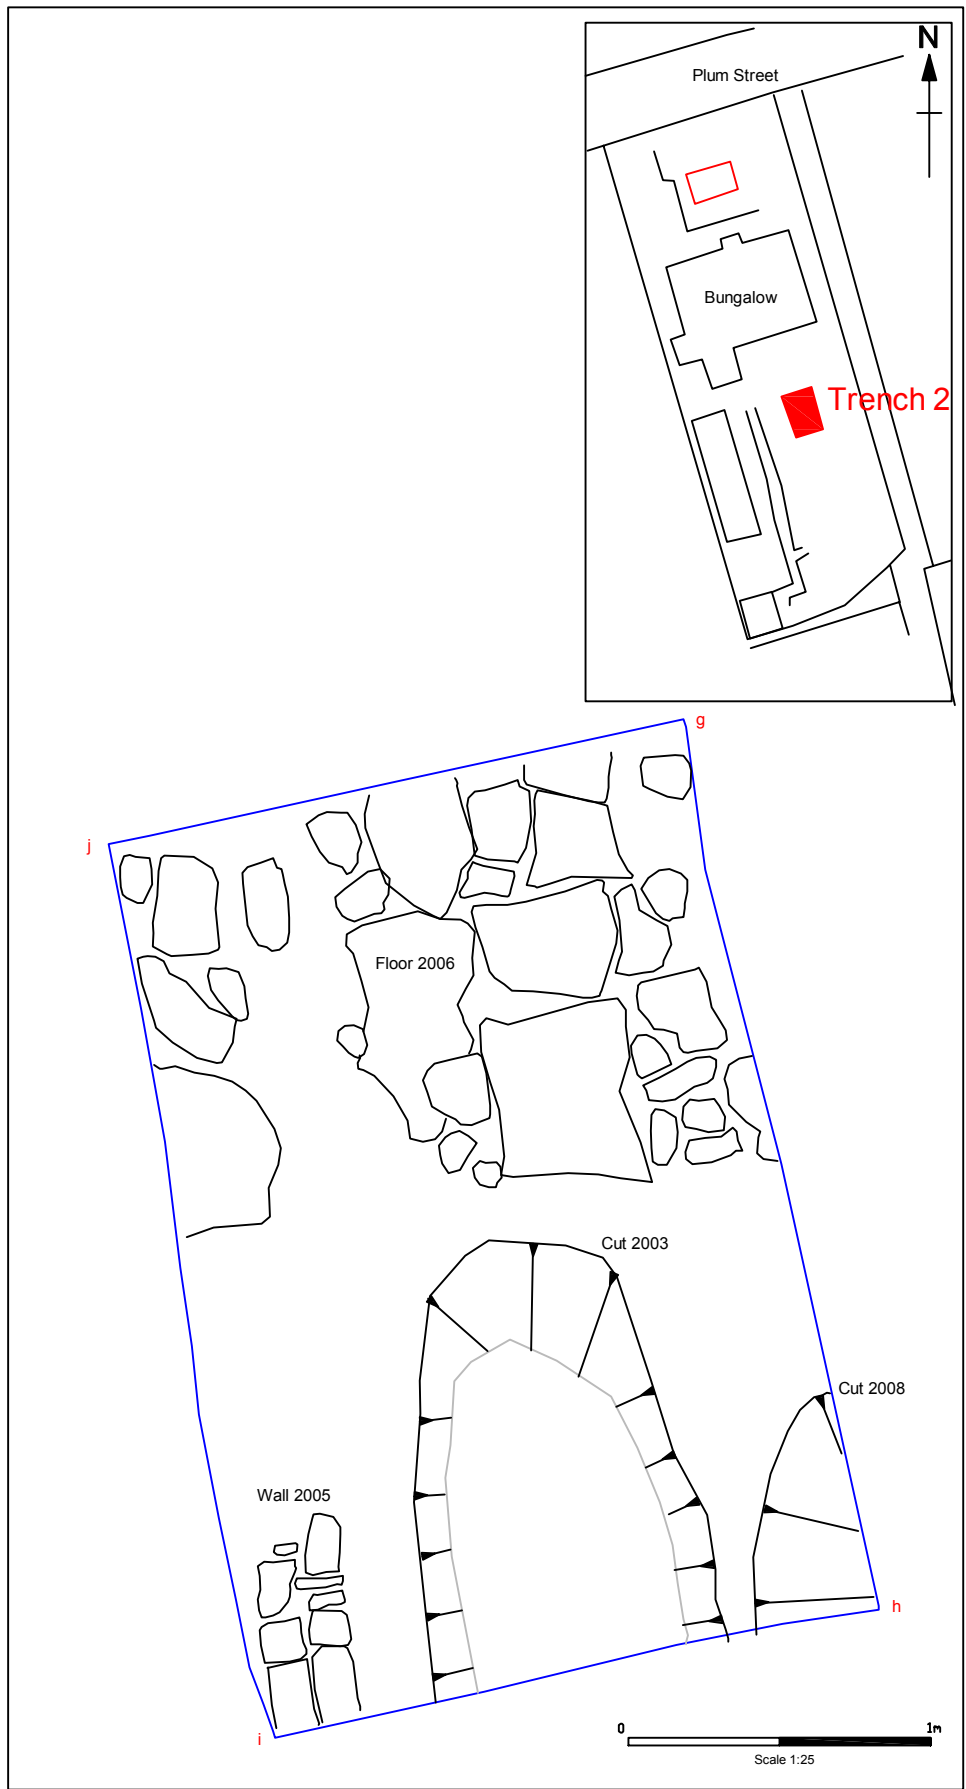 N
Plum Street
Bungalow
Trench 2
g
j
Floor 2006
Cut 2003
Cut 2008
Wall 2005
h
i
0 1m
Scale 1:25